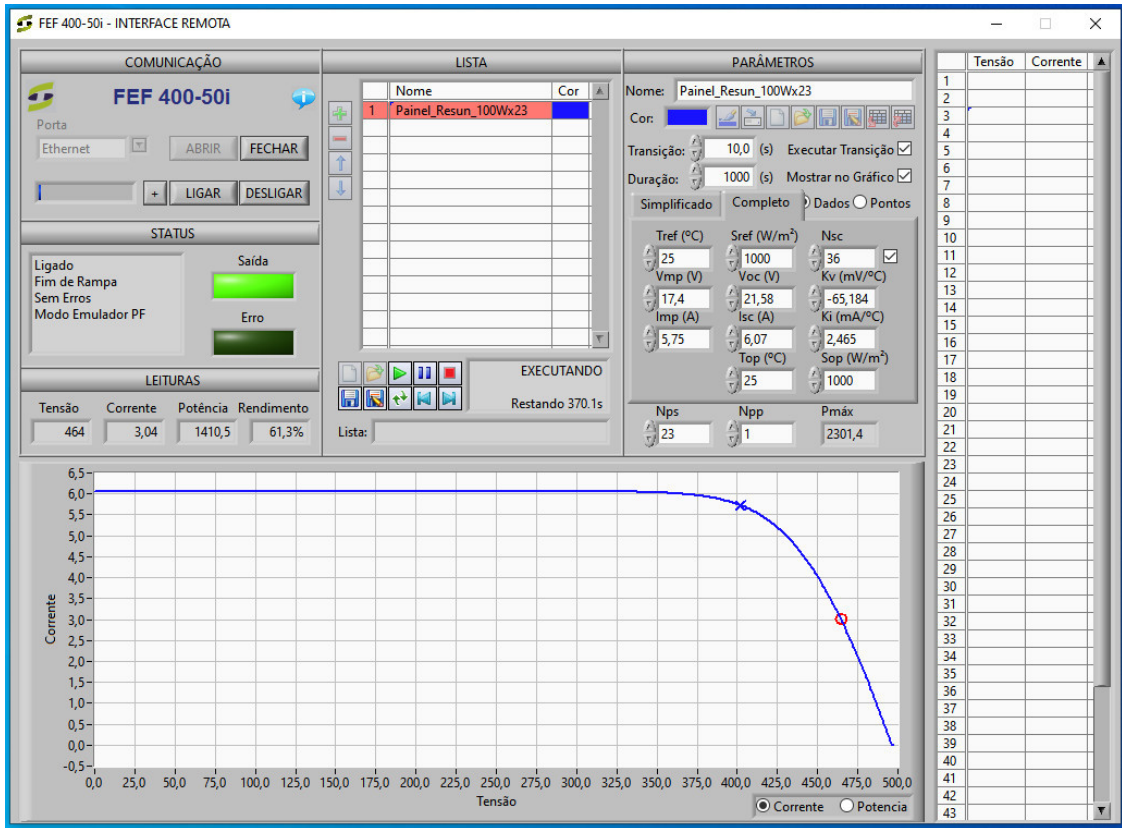 FEF 400-50i - INTERFACE REMOTA
COMUNICAÇÃO
FEF 400-50i
Porta
Ethernet
ABRIR
FECHAR
+
LIGAR
DESLIGAR
STATUS
Ligado
Fim de Rampa
Sem Erros
Modo Emulador PF
Saída
Erro
LEITURAS
Tensão Corrente Potência Rendimento
464 3,04 1410,5 61,3%
LISTA
Nome Cor
1 Painel_Resun_100Wx23
EXECUTANDO
Restando 370.1s
Lista:
PARÂMETROS
Nome: Painel_Resun_100Wx23
Cor:
Transição: 10,0 (s) Executar Transição
Duração: 1000 (s) Mostrar no Gráfico
Simplificado Completo Dados Pontos
Tref (ºC) Sref (W/m²) Nsc
25 1000 36
Vmp (V) Voc (V) Kv (mV/ºC)
17,4 21,58 -65,184
Imp (A) Isc (A) Ki (mA/ºC)
5,75 6,07 2,465
Top (ºC) Sop (W/m²)
25 1000
Nps Npp Pmáx
23 1 2301,4
Tensão Corrente
1
2
3
4
5
6
7
8
9
10
11
12
13
14
15
16
17
18
19
20
21
22
23
24
25
26
27
28
29
30
31
32
33
34
35
36
37
38
39
40
41
42
43
Corrente
6,5
6,0
5,5
5,0
4,5
4,0
3,5
3,0
2,5
2,0
1,5
1,0
0,5
0,0
-0,5
0,0 25,0 50,0 75,0 100,0 125,0 150,0 175,0 200,0 225,0 250,0 275,0 300,0 325,0 350,0 375,0 400,0 425,0 450,0 475,0 500,0
Tensão
Corrente Potencia